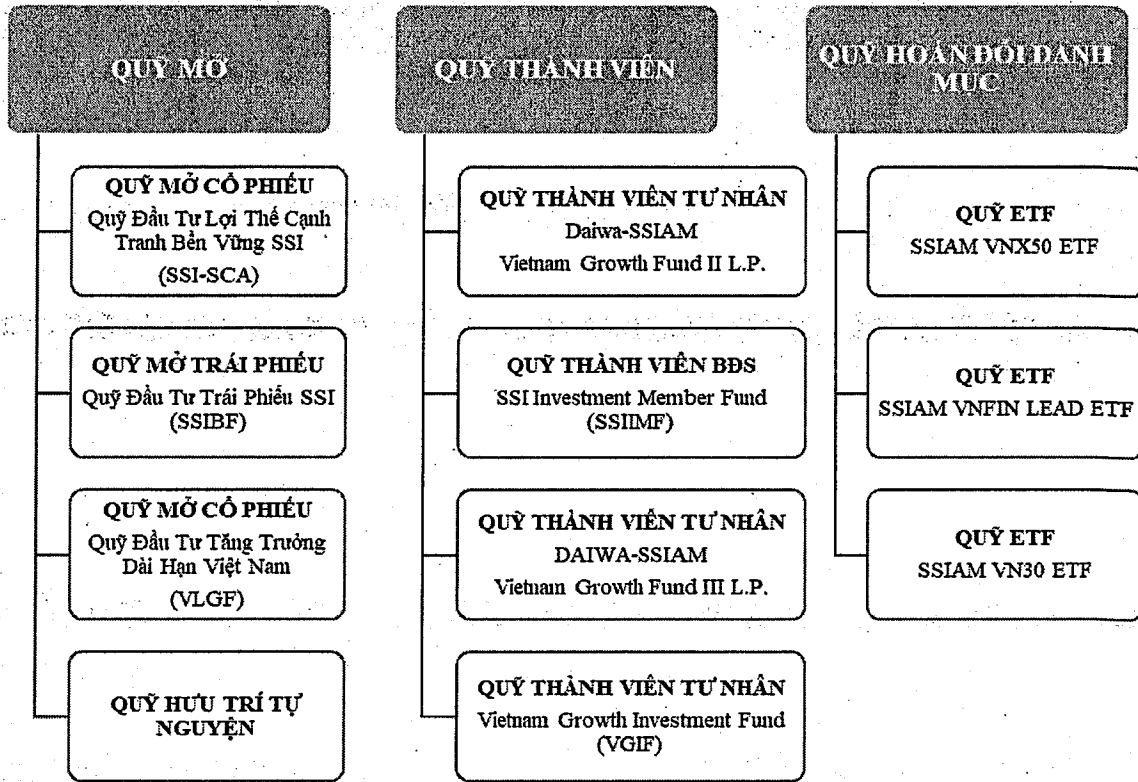 QUỸ MỞ
QUỸ MỞ CỔ PHIẾU
Quỹ Đầu Tư Lợi Thế Cạnh
Tranh Bền Vững SSI
(SSI-SCA)
QUỸ MỞ TRÁI PHIẾU
Quỹ Đầu Tư Trái Phiếu SSI
(SSIBF)
QUỸ MỞ CỔ PHIẾU
Quỹ Đầu Tư Tăng Trưởng
Dài Hạn Việt Nam
(VLGF)
QUỸ HƯU TRÍ TỰ
NGUYỆN
QUỸ THÀNH VIÊN
QUỸ THÀNH VIÊN TƯ NHÂN
Daiwa-SSIAM
Vietnam Growth Fund II L.P.
QUỸ THÀNH VIÊN BĐS
SSI Investment Member Fund
(SSIIMF)
QUỸ THÀNH VIÊN TƯ NHÂN
DAIWA-SSIAM
Vietnam Growth Fund III L.P.
QUỸ THÀNH VIÊN TƯ NHÂN
Vietnam Growth Investment Fund
(VGIF)
QUỸ HOÁN ĐỔI DANH
MỤC
QUỸ ETF
SSIAM VNX50 ETF
QUỸ ETF
SSIAM VNFIN LEAD ETF
QUỸ ETF
SSIAM VN30 ETF